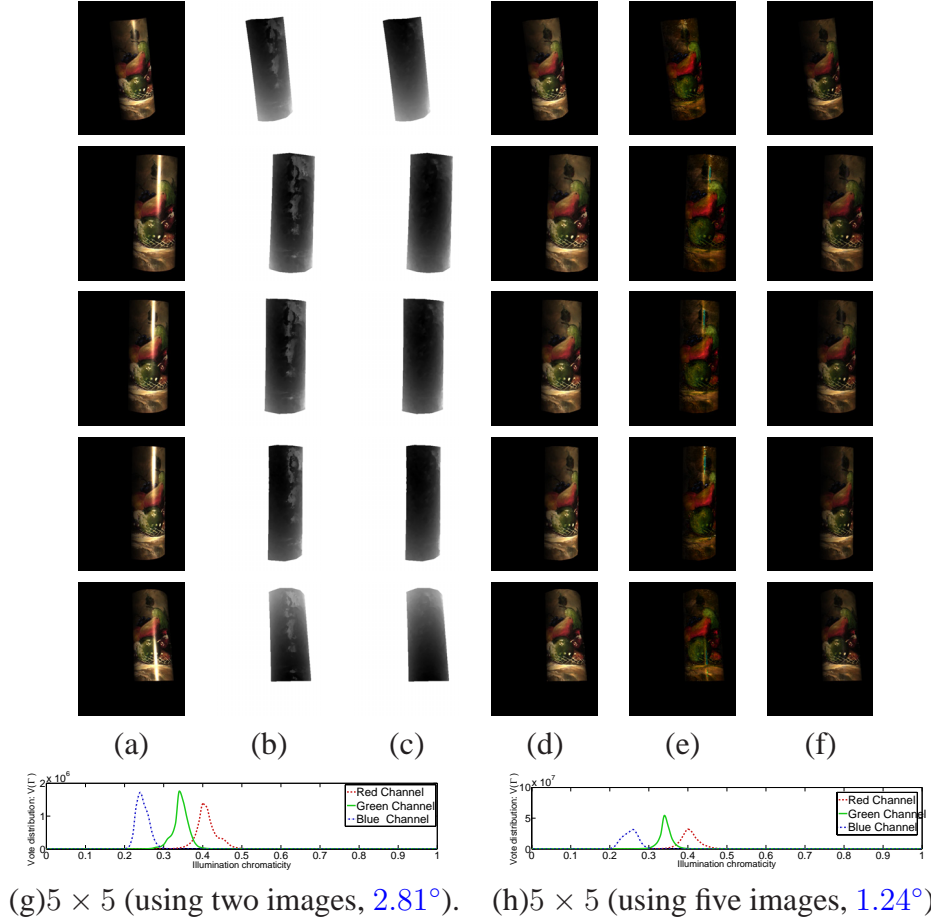 (a) (b) (c) (d) (e) (f)
2 x 10⁶
1
0
Vote distribution: V(Γ)
Red Channel
Green Channel
Blue Channel
0 0.1 0.2 0.3 0.4 0.5 0.6 0.7 0.8 0.9 1
Illumination chromaticity
10 x 10⁷
5
0
Vote distribution: V(Γ)
Red Channel
Green Channel
Blue Channel
0 0.1 0.2 0.3 0.4 0.5 0.6 0.7 0.8 0.9 1
Illumination chromaticity
(g)5 × 5 (using two images, 2.81°). (h)5 × 5 (using five images, 1.24°)